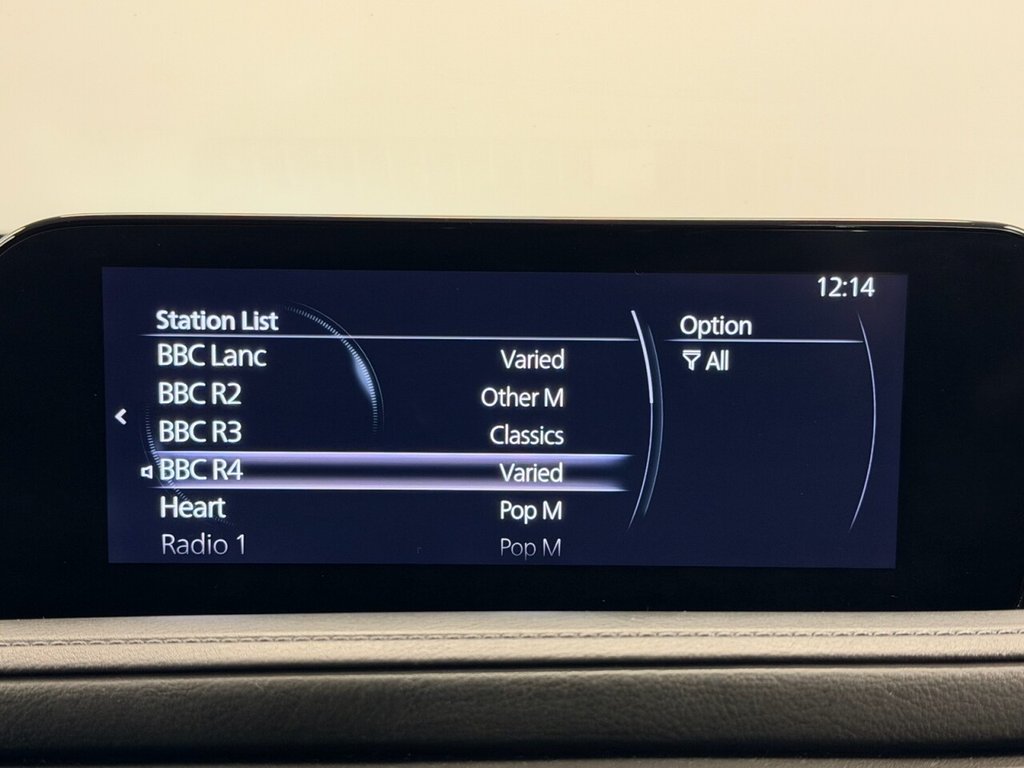 12:14
Station List
Option
BBC Lanc Varied
All
BBC R2 Other M
BBC R3 Classics
BBC R4 Varied
Heart Pop M
Radio 1 Pop M